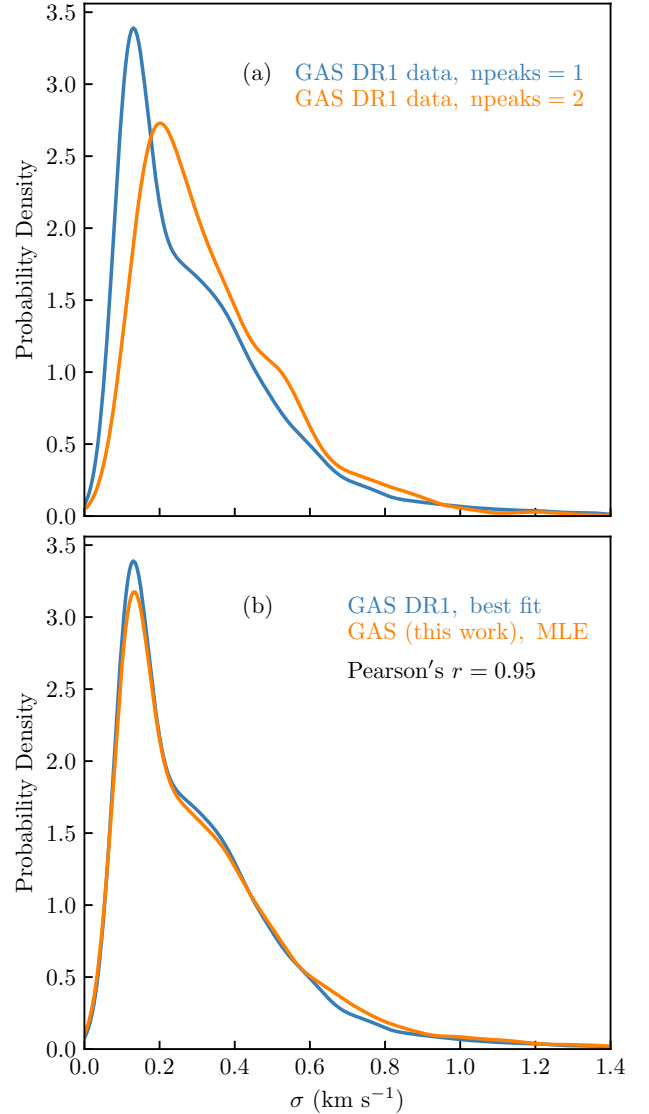 3.5
3.0
2.5
2.0
1.5
1.0
0.5
0.0
Probability Density
(a)
GAS DR1 data, npeaks = 1
GAS DR1 data, npeaks = 2
3.5
3.0
2.5
2.0
1.5
1.0
0.5
0.0
Probability Density
(b)
GAS DR1, best fit
GAS (this work), MLE
Pearson's r = 0.95
0.0 0.2 0.4 0.6 0.8 1.0 1.2 1.4
σ (km s⁻¹)